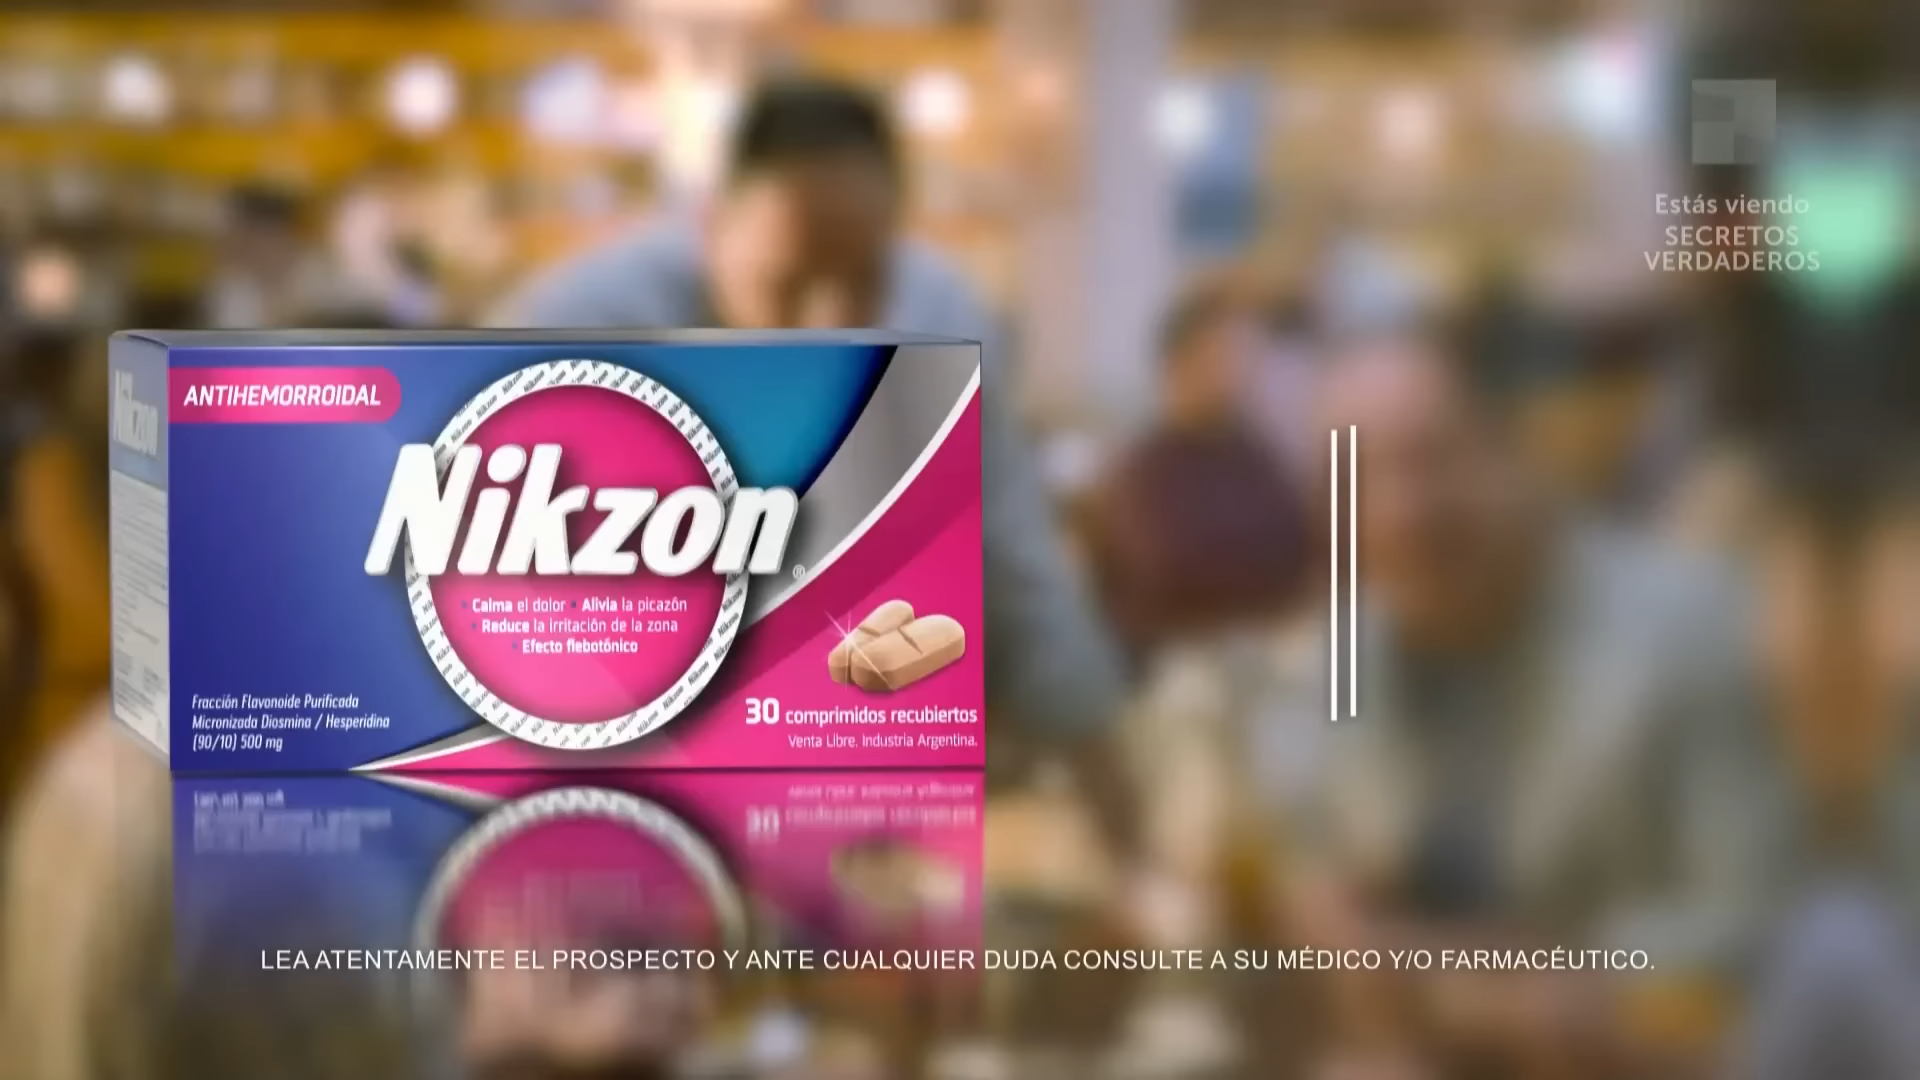 Estás viendo
SECRETOS
VERDADEROS
ANTIHEMORROIDAL
Nikzon
Nikzon®
• Calma el dolor • Alivia la picazón
• Reduce la irritación de la zona
• Efecto flebotónico
Fracción Flavonoide Purificada
Micronizada Diosmina / Hesperidina
(90/10) 500 mg
30 comprimidos recubiertos
Venta Libre. Industria Argentina.
LEA ATENTAMENTE EL PROSPECTO Y ANTE CUALQUIER DUDA CONSULTE A SU MÉDICO Y/O FARMACÉUTICO.